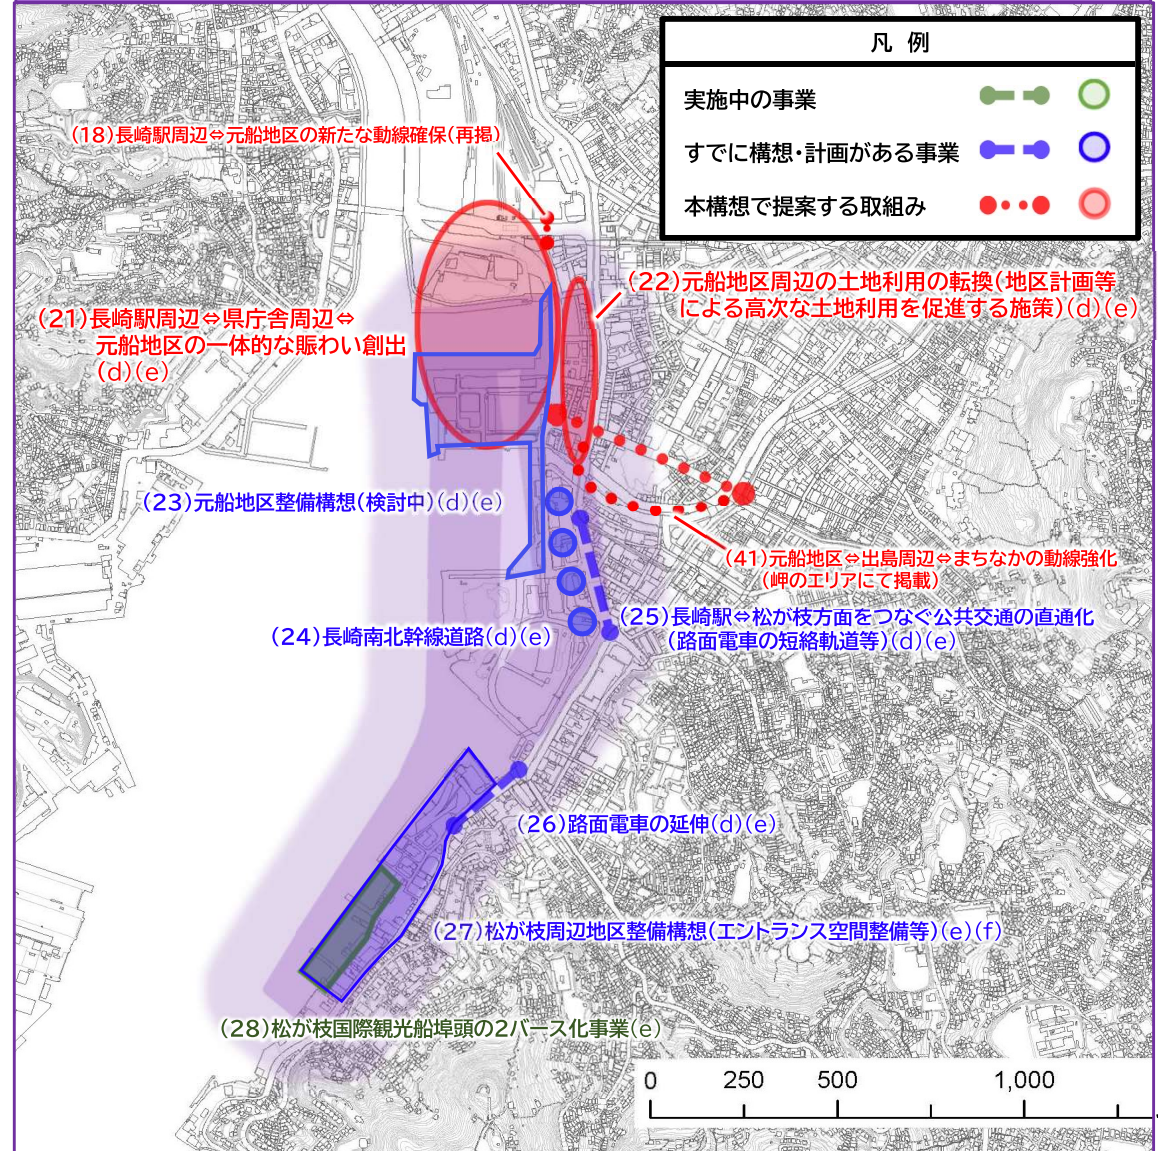 凡 例
実施中の事業
すでに構想・計画がある事業
本構想で提案する取組み
(18)長崎駅周辺⇔元船地区の新たな動線確保(再掲)
(22)元船地区周辺の土地利用の転換(地区計画等
による高次な土地利用を促進する施策)(d)(e)
(21)長崎駅周辺⇔県庁舎周辺⇔
元船地区の一体的な賑わい創出
(d)(e)
(23)元船地区整備構想(検討中)(d)(e)
(41)元船地区⇔出島周辺⇔まちなかの動線強化
(岬のエリアにて掲載)
(25)長崎駅⇔松が枝方面をつなぐ公共交通の直通化
(路面電車の短絡軌道等)(d)(e)
(24)長崎南北幹線道路(d)(e)
(26)路面電車の延伸(d)(e)
(27)松が枝周辺地区整備構想(エントランス空間整備等)(e)(f)
(28)松が枝国際観光船埠頭の2バース化事業(e)
0 250 500 1,000